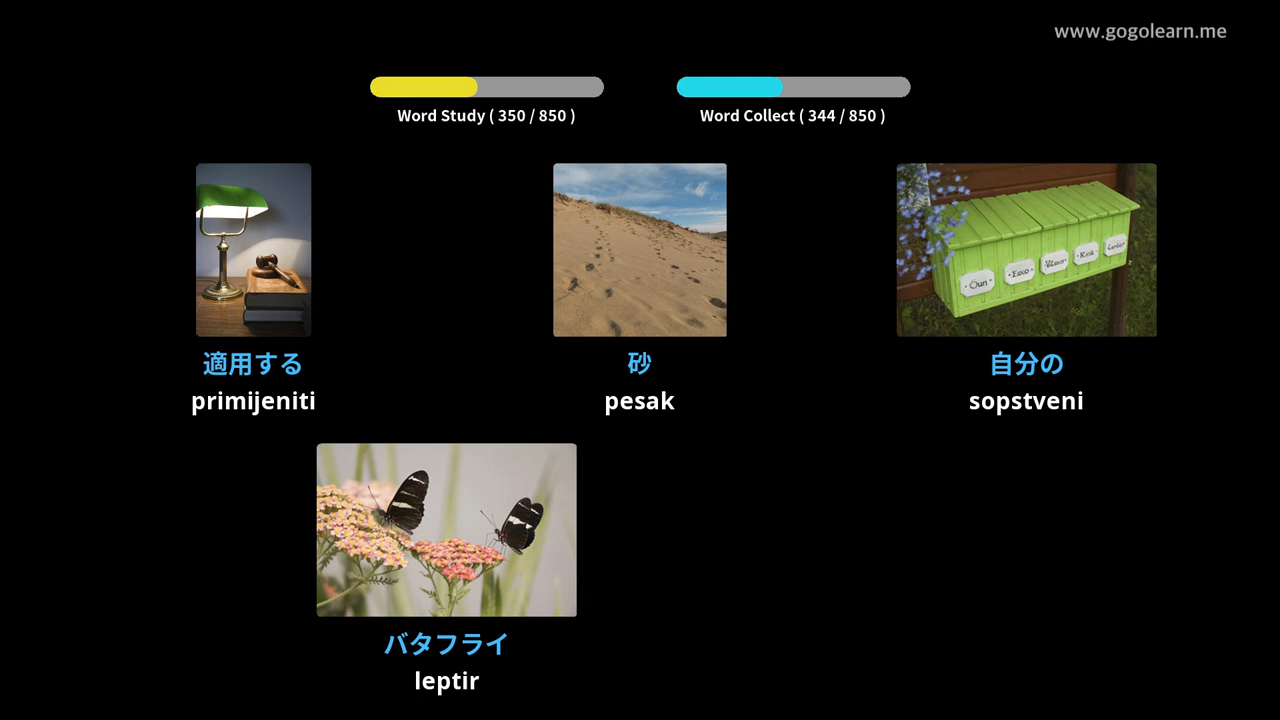 www.gogolearn.me
Word Study ( 350 / 850 )
Word Collect ( 344 / 850 )
適用する
primijeniti
砂
pesak
自分の
sopstveni
バタフライ
leptir